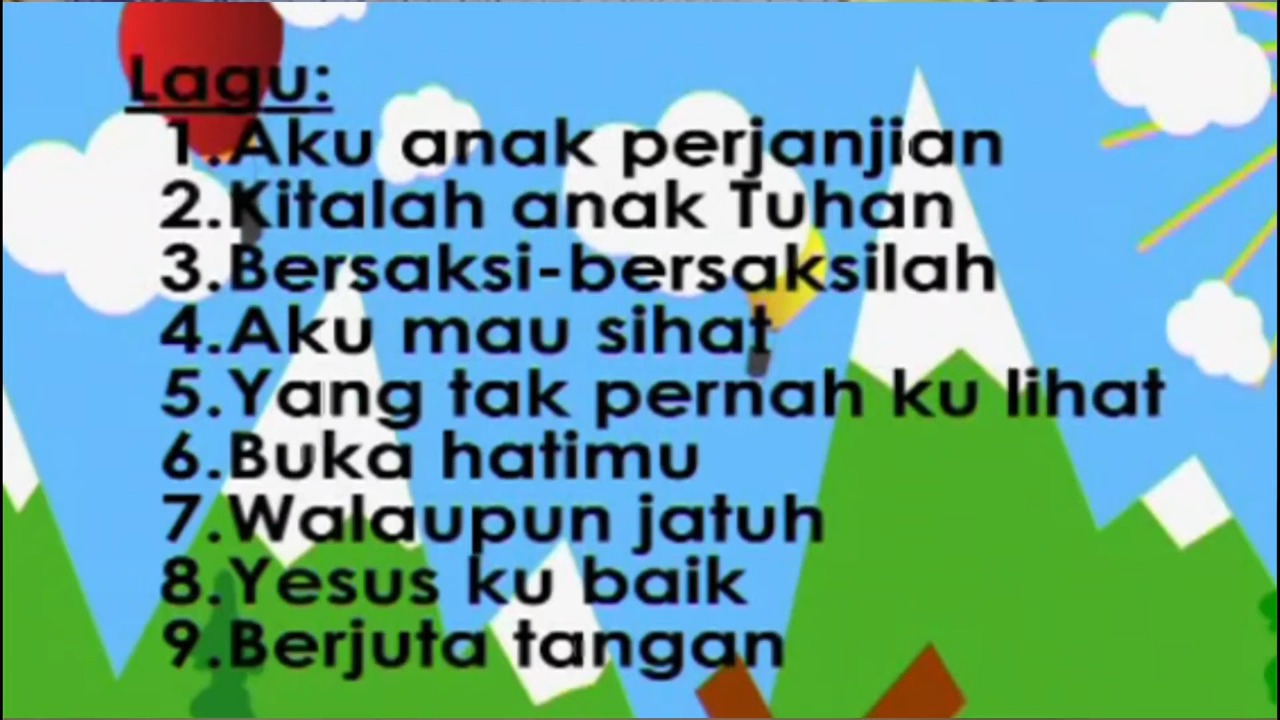 Lagu:
1.Aku anak perjanjian
2.Kitalah anak Tuhan
3.Bersaksi-bersaksilah
4.Aku mau sihat
5.Yang tak pernah ku lihat
6.Buka hatimu
7.Walaupun jatuh
8.Yesus ku baik
9.Berjuta tangan